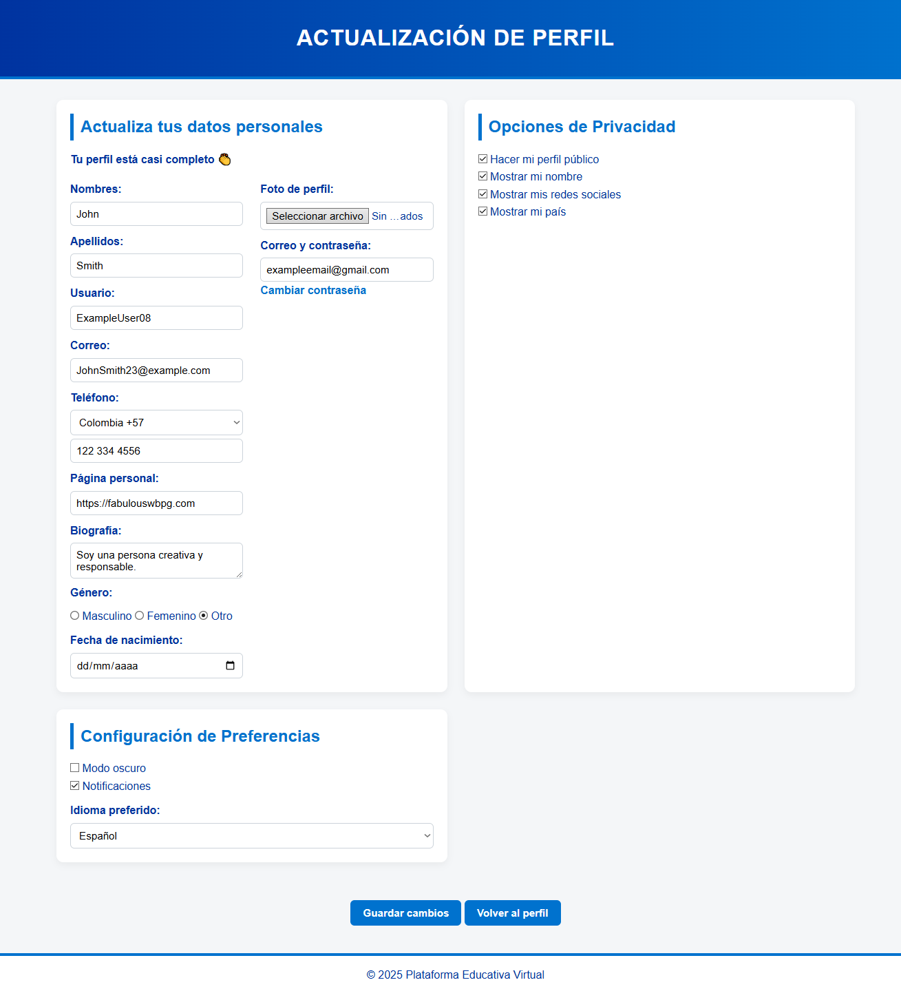 ACTUALIZACIÓN DE PERFIL
Actualiza tus datos personales
Tu perfil está casi completo 👏
Nombres:
John
Apellidos:
Smith
Usuario:
ExampleUser08
Correo:
JohnSmith23@example.com
Teléfono:
Colombia +57
122 334 4556
Página personal:
https://fabulouswbpg.com
Biografía:
Soy una persona creativa y
responsable.
Género:
Masculino Femenino Otro
Fecha de nacimiento:
dd/mm/aaaa
Foto de perfil:
Seleccionar archivo Sin ...ados
Correo y contraseña:
exampleemail@gmail.com
Cambiar contraseña
Opciones de Privacidad
Hacer mi perfil público
Mostrar mi nombre
Mostrar mis redes sociales
Mostrar mi país
Configuración de Preferencias
Modo oscuro
Notificaciones
Idioma preferido:
Español
Guardar cambios Volver al perfil
© 2025 Plataforma Educativa Virtual